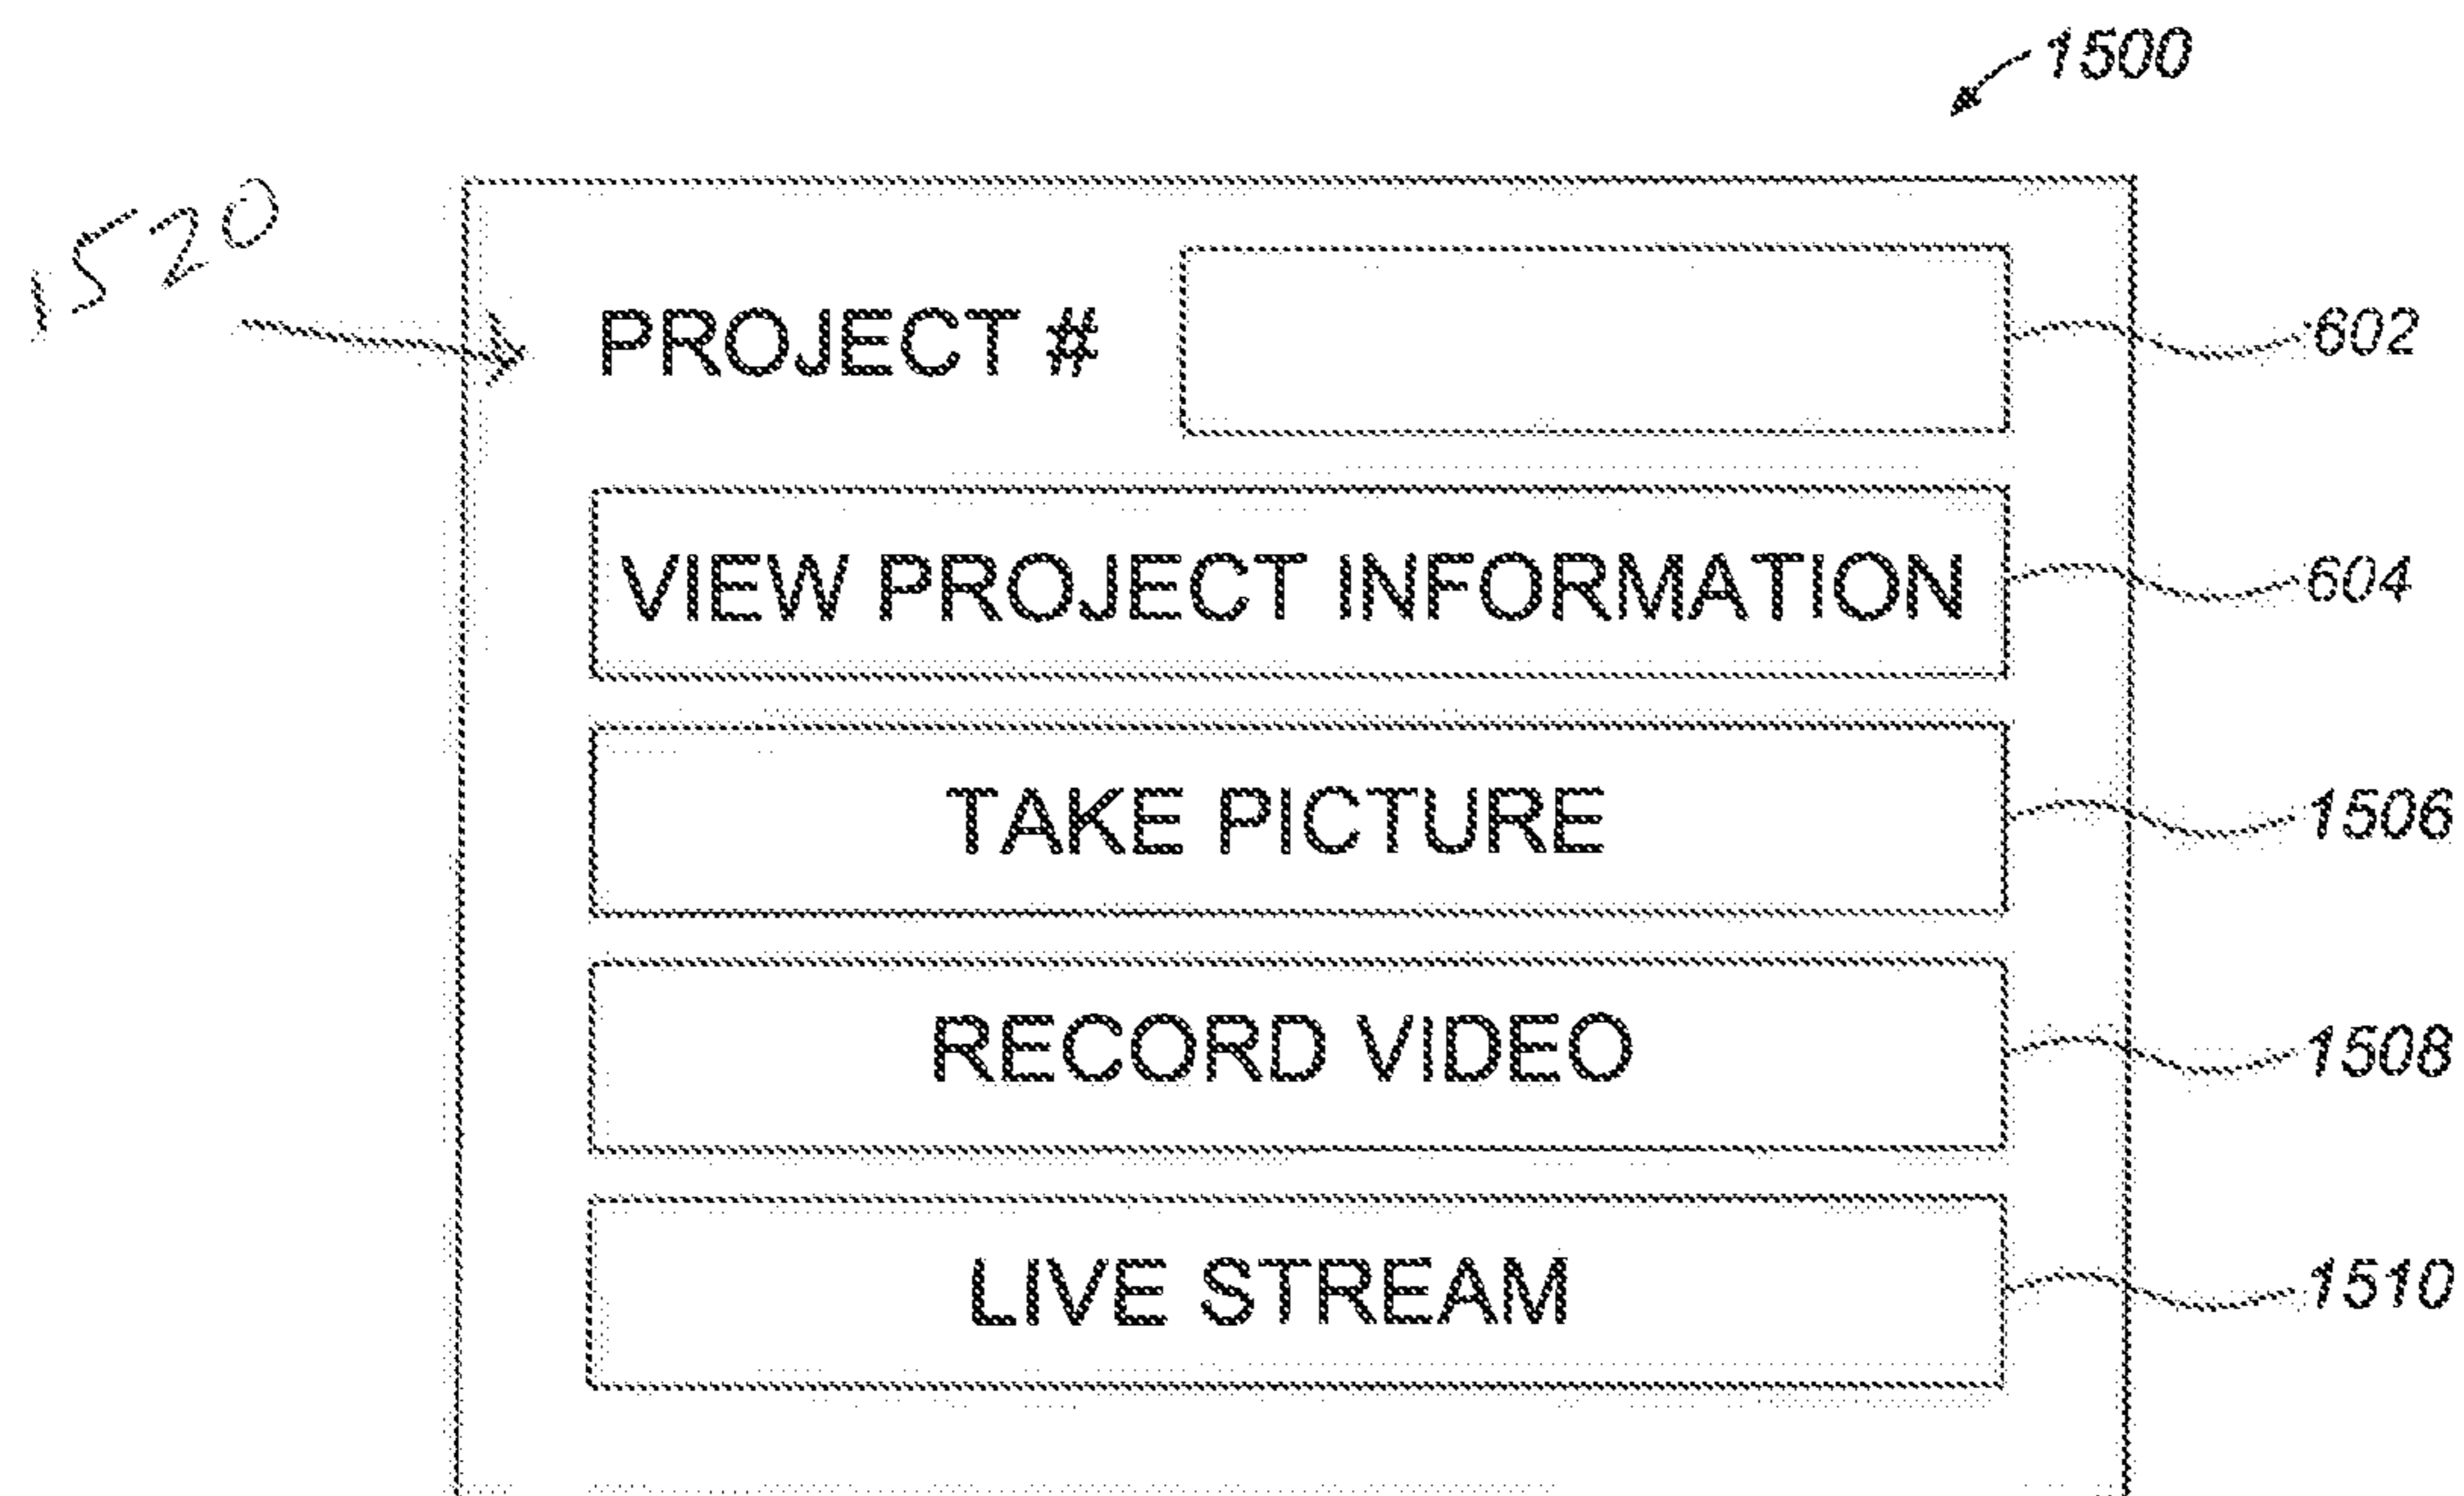 1500
1520
PROJECT # 602
VIEW PROJECT INFORMATION 604
TAKE PICTURE 1506
RECORD VIDEO 1508
LIVE STREAM 1510